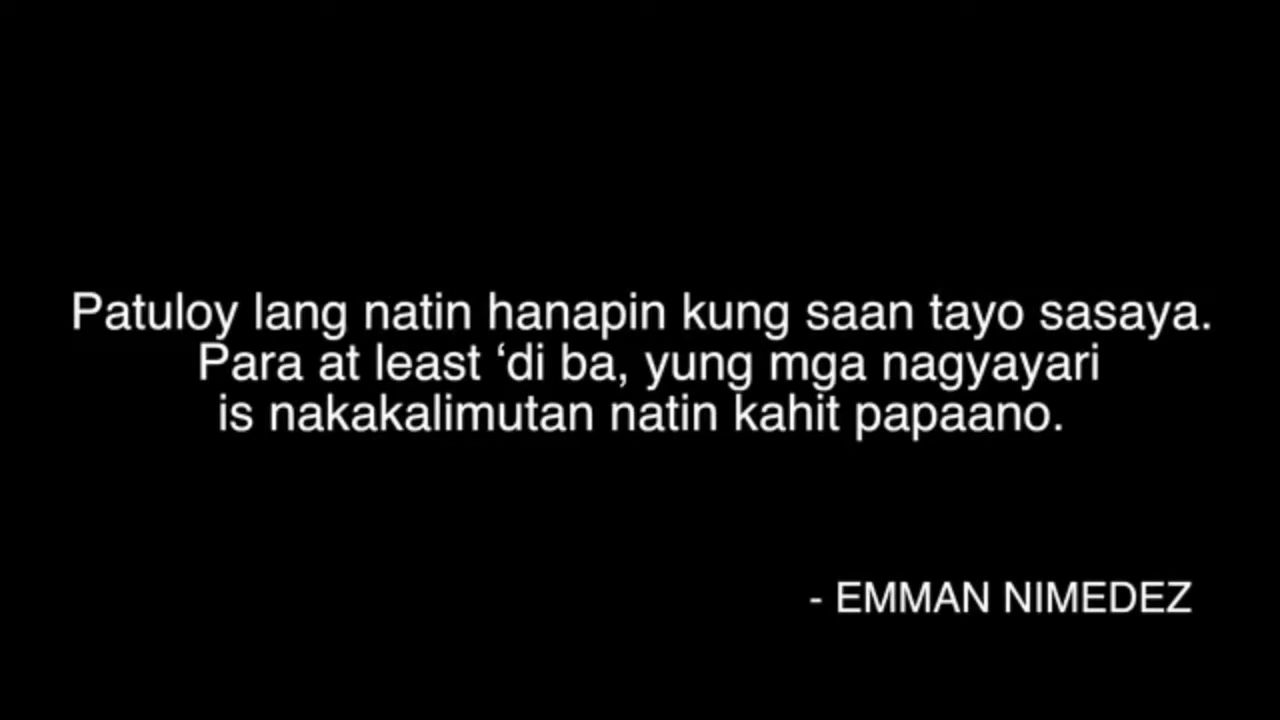 Patuloy lang natin hanapin kung saan tayo sasaya.
Para at least ‘di ba, yung mga nagyayari
is nakakalimutan natin kahit papaano.
- EMMAN NIMEDEZ